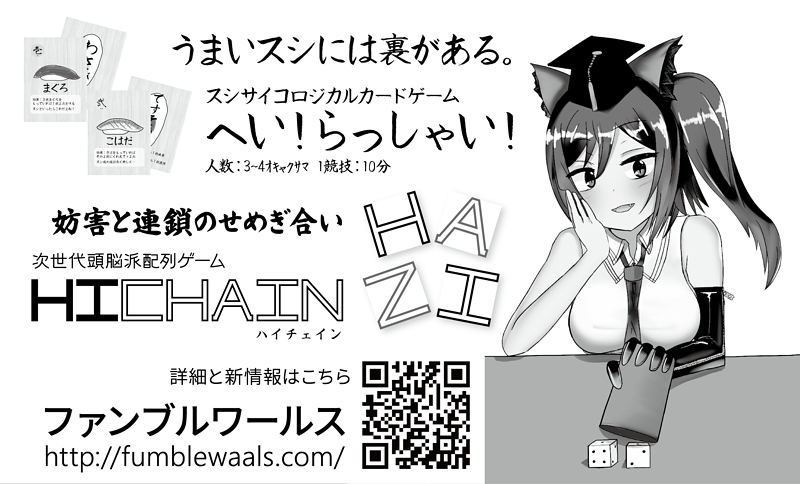 うまいスシには裏がある。
スシサイコロジカルカードゲーム
へい！らっしゃい！
人数：3~4オキャクサマ 1競技：10分
まぐろ
こはだ
妨害と連鎖のせめぎ合い
次世代頭脳派配列ゲーム
HICHAIN
ハイチェイン
HA
ZI
詳細と新情報はこちら
ファンブルワールス
http://fumblewaals.com/